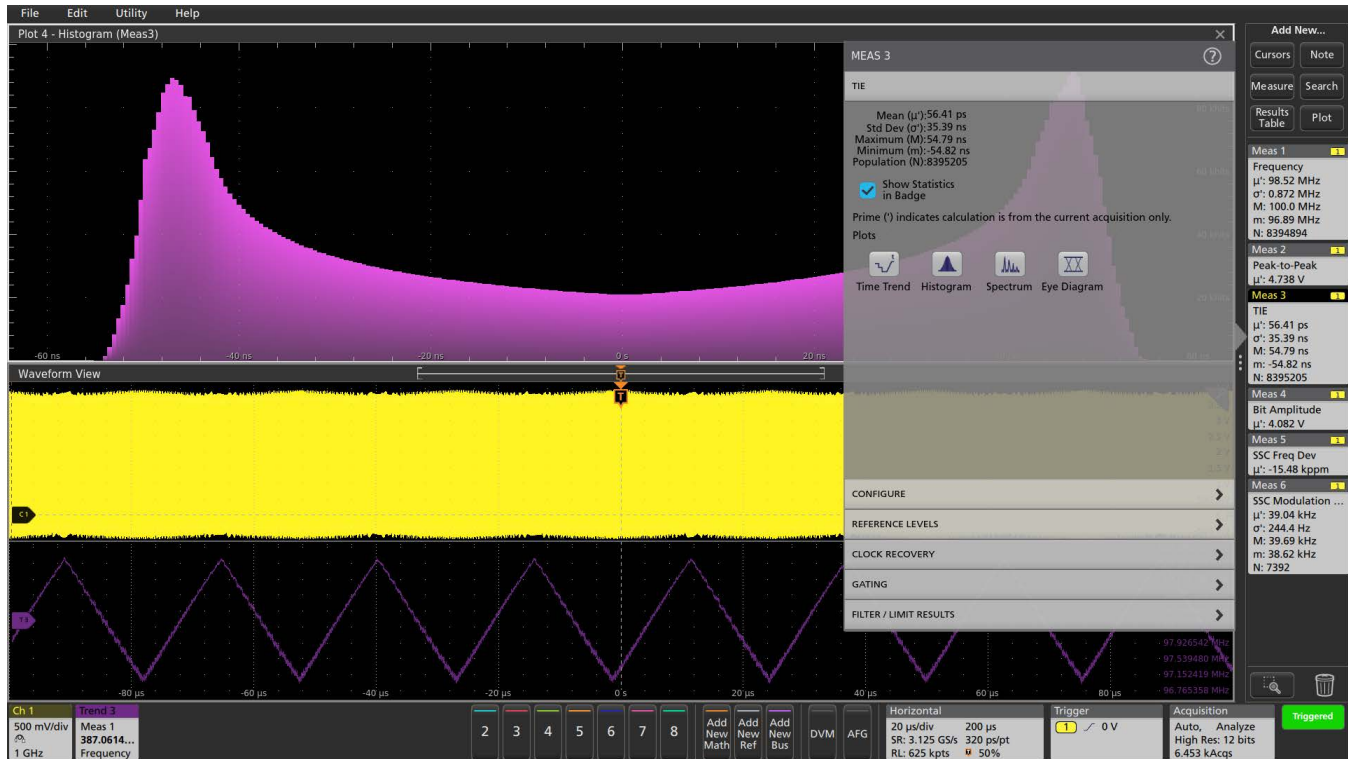 File Edit Utility Help
Plot 4 - Histogram (Meas3)
-60 ns -40 ns -20 ns 0 s 20 ns
Waveform View
T
T
C1
T3
97.926542 MHz
97.539480 MHz
97.152419 MHz
96.765358 MHz
-80 µs -60 µs -40 µs -20 µs 0 s 20 µs 40 µs 60 µs 80 µs
MEAS 3 ?
TIE
Mean (µ'):56.41 ps
Std Dev (σ'):35.39 ns
Maximum (M):54.79 ns
Minimum (m):-54.82 ns
Population (N):8395205
Show Statistics
in Badge
Prime (') indicates calculation is from the current acquisition only.
Plots
Time Trend Histogram Spectrum Eye Diagram
CONFIGURE
REFERENCE LEVELS
CLOCK RECOVERY
GATING
FILTER / LIMIT RESULTS
Add New...
Cursors Note
Measure Search
Results
Table
Plot
Meas 1 1
Frequency
µ': 98.52 MHz
σ': 0.872 MHz
M: 100.0 MHz
m: 96.89 MHz
N: 8394894
Meas 2 1
Peak-to-Peak
µ': 4.738 V
Meas 3 1
TIE
µ': 56.41 ps
σ': 35.39 ns
M: 54.79 ns
m: -54.82 ns
N: 8395205
Meas 4 1
Bit Amplitude
µ': 4.082 V
Meas 5 1
SSC Freq Dev
µ': -15.48 kppm
Meas 6 1
SSC Modulation ...
µ': 39.04 kHz
σ': 244.4 Hz
M: 39.69 kHz
m: 38.62 kHz
N: 7392
Ch 1
500 mV/div
1 GHz
Trend 3
Meas 1
387.0614...
Frequency
2 3 4 5 6 7 8
Add
New
Math
Add
New
Ref
Add
New
Bus
DVM AFG
Horizontal
20 µs/div 200 µs
SR: 3.125 GS/s 320 ps/pt
RL: 625 kpts 50%
Trigger
1 0 V
Acquisition
Auto, Analyze
High Res: 12 bits
6.453 kAcqs
Triggered